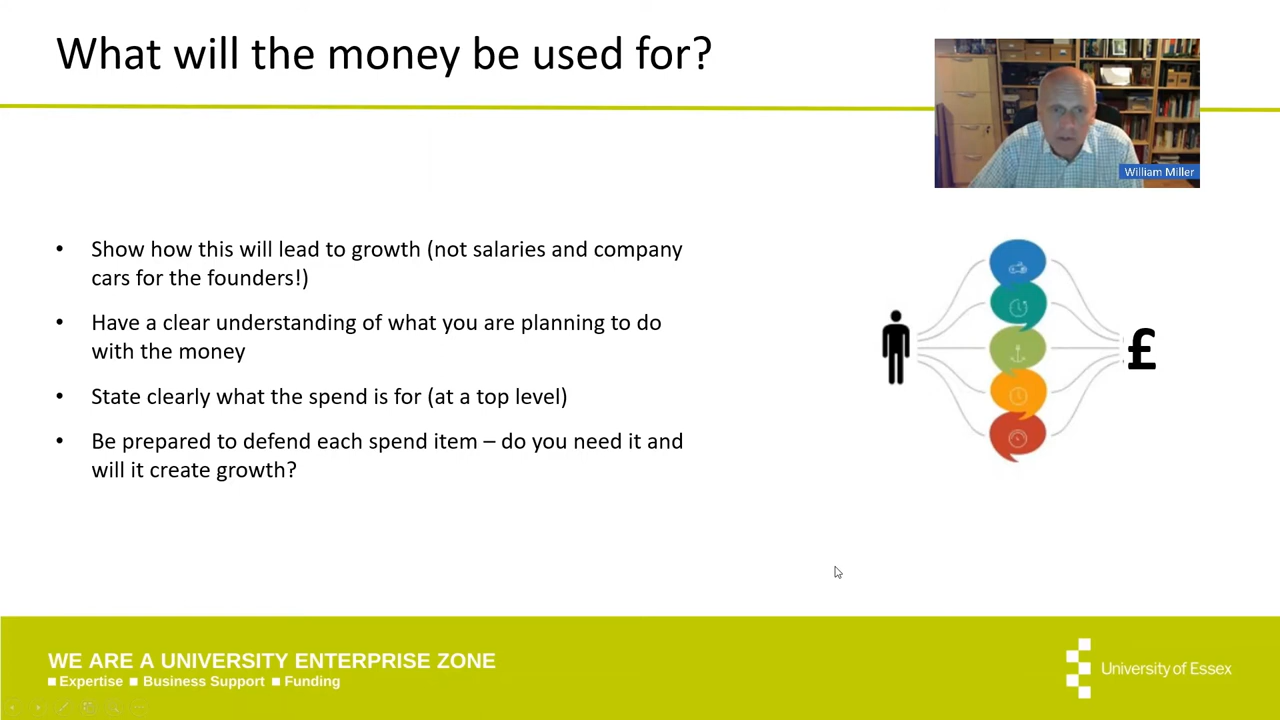 What will the money be used for?
William Miller
• Show how this will lead to growth (not salaries and company
cars for the founders!)
• Have a clear understanding of what you are planning to do
with the money
• State clearly what the spend is for (at a top level)
• Be prepared to defend each spend item – do you need it and
will it create growth?
£
WE ARE A UNIVERSITY ENTERPRISE ZONE
■ Expertise ■ Business Support ■ Funding
University of Essex